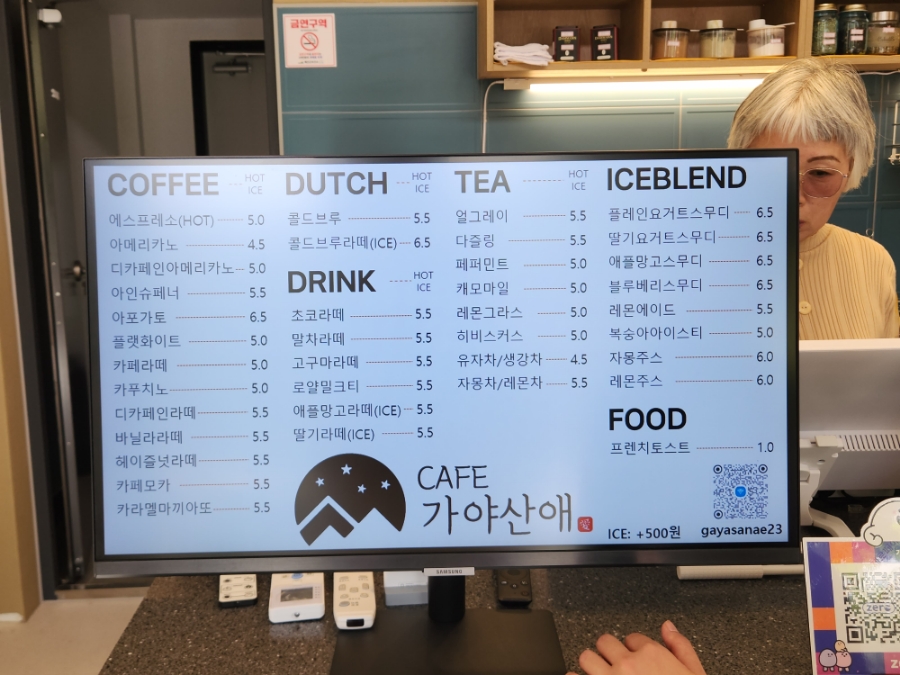 금연구역
COFFEE HOT ICE
에스프레소(HOT) 5.0
아메리카노 4.5
디카페인아메리카노 5.0
아인슈페너 5.5
아포가토 6.5
플랫화이트 5.0
카페라떼 5.0
카푸치노 5.0
디카페인라떼 5.5
바닐라라떼 5.5
헤이즐넛라떼 5.5
카페모카 5.5
카라멜마끼아또 5.5
DUTCH HOT ICE
콜드브루 5.5
콜드브루라떼(ICE) 6.5
DRINK HOT ICE
초코라떼 5.5
말차라떼 5.5
고구마라떼 5.5
로얄밀크티 5.5
애플망고라떼(ICE) 5.5
딸기라떼(ICE) 5.5
TEA HOT ICE
얼그레이 5.5
다즐링 5.5
페퍼민트 5.0
캐모마일 5.0
레몬그라스 5.0
히비스커스 5.0
유자차/생강차 4.5
자몽차/레몬차 5.5
ICEBLEND
플레인요거트스무디 6.5
딸기요거트스무디 6.5
애플망고스무디 6.5
블루베리스무디 6.5
레몬에이드 5.5
복숭아아이스티 5.0
자몽주스 6.0
레몬주스 6.0
FOOD
프렌치토스트 1.0
CAFE
가야산애
ICE: +500원 gayasanae23
SAMSUNG
zero